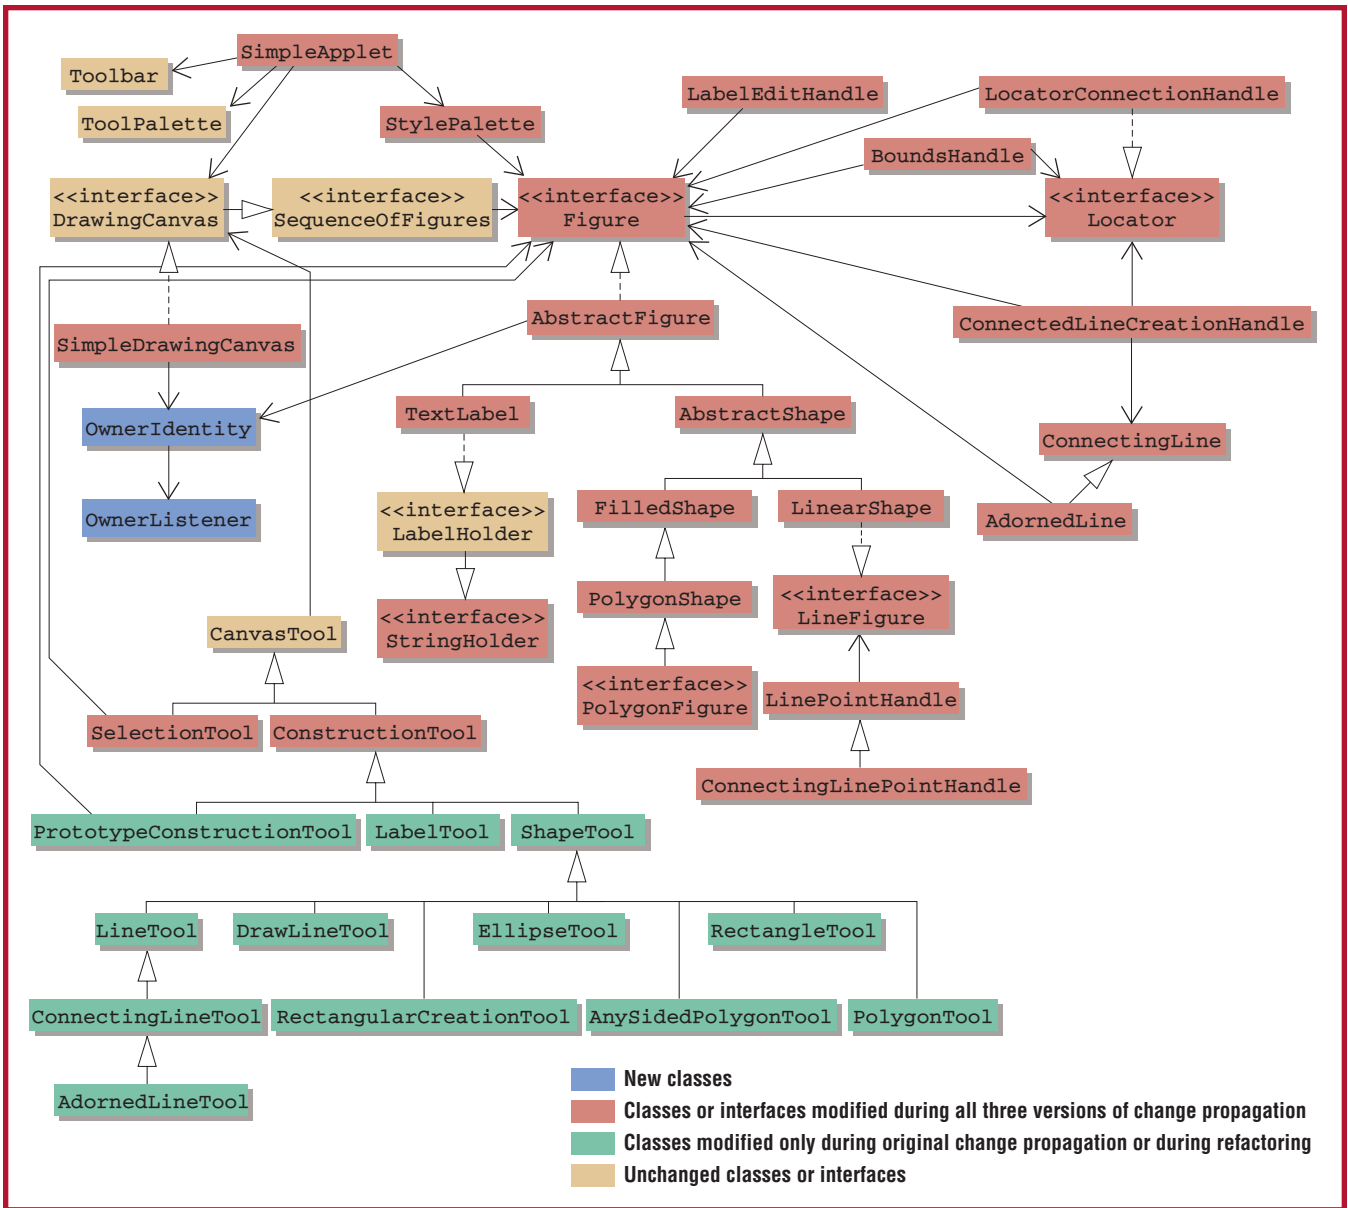 SimpleApplet
Toolbar
ToolPalette
StylePalette
LabelEditHandle
LocatorConnectionHandle
BoundsHandle
<<interface>>
DrawingCanvas
<<interface>>
SequenceOfFigures
<<interface>>
Figure
<<interface>>
Locator
SimpleDrawingCanvas
AbstractFigure
ConnectedLineCreationHandle
OwnerIdentity
TextLabel
AbstractShape
ConnectingLine
OwnerListener
<<interface>>
LabelHolder
FilledShape
LinearShape
AdornedLine
CanvasTool
<<interface>>
StringHolder
PolygonShape
<<interface>>
LineFigure
<<interface>>
PolygonFigure
LinePointHandle
SelectionTool
ConstructionTool
ConnectingLinePointHandle
PrototypeConstructionTool
LabelTool
ShapeTool
LineTool
DrawLineTool
EllipseTool
RectangleTool
ConnectingLineTool
RectangularCreationTool
AnySidedPolygonTool
PolygonTool
AdornedLineTool
New classes
Classes or interfaces modified during all three versions of change propagation
Classes modified only during original change propagation or during refactoring
Unchanged classes or interfaces